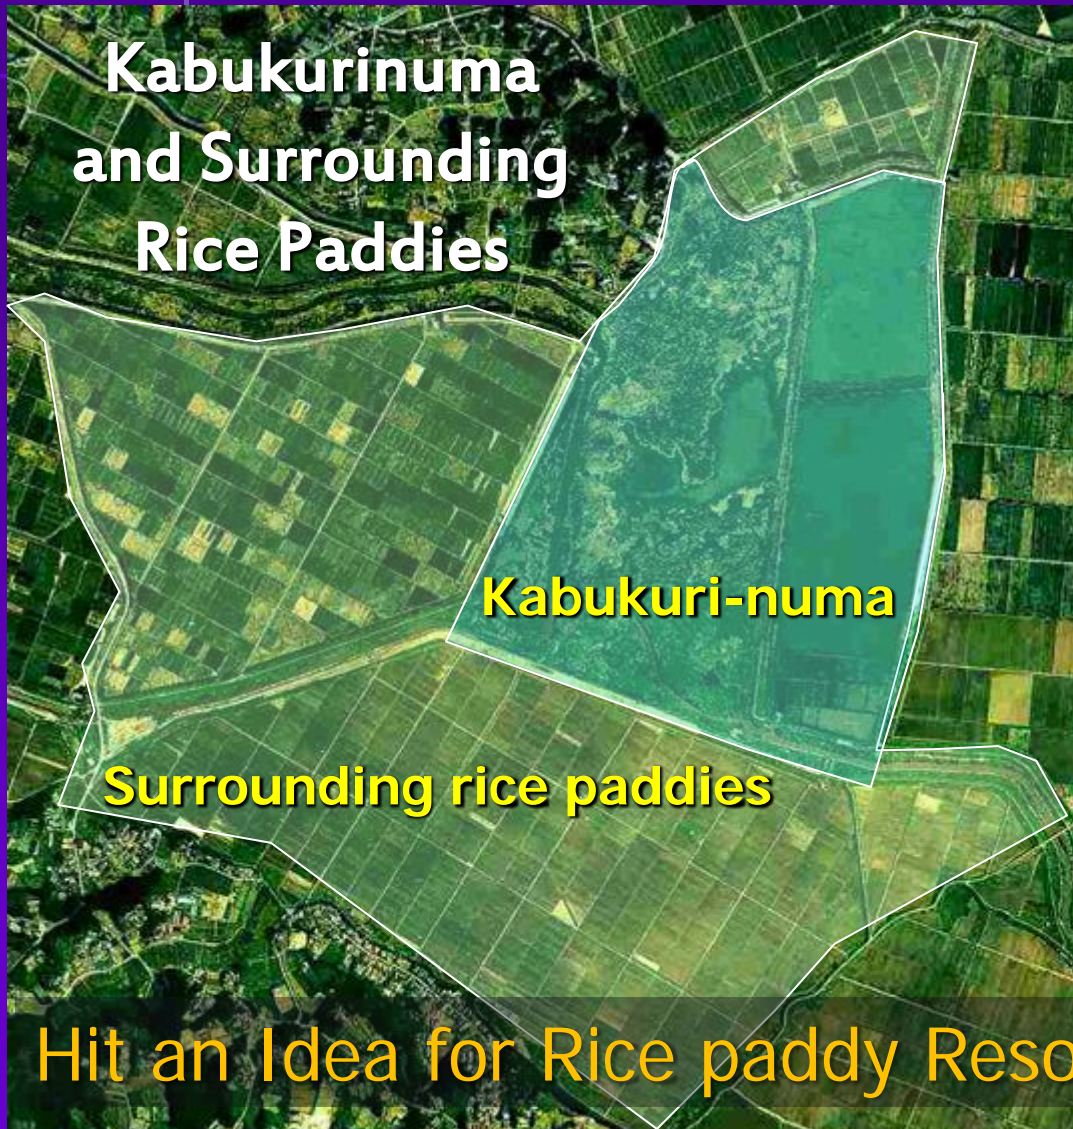 Kabukurinuma
and Surrounding
Rice Paddies
Kabukuri-numa
Surrounding rice paddies
Hit an Idea for Rice paddy Reso